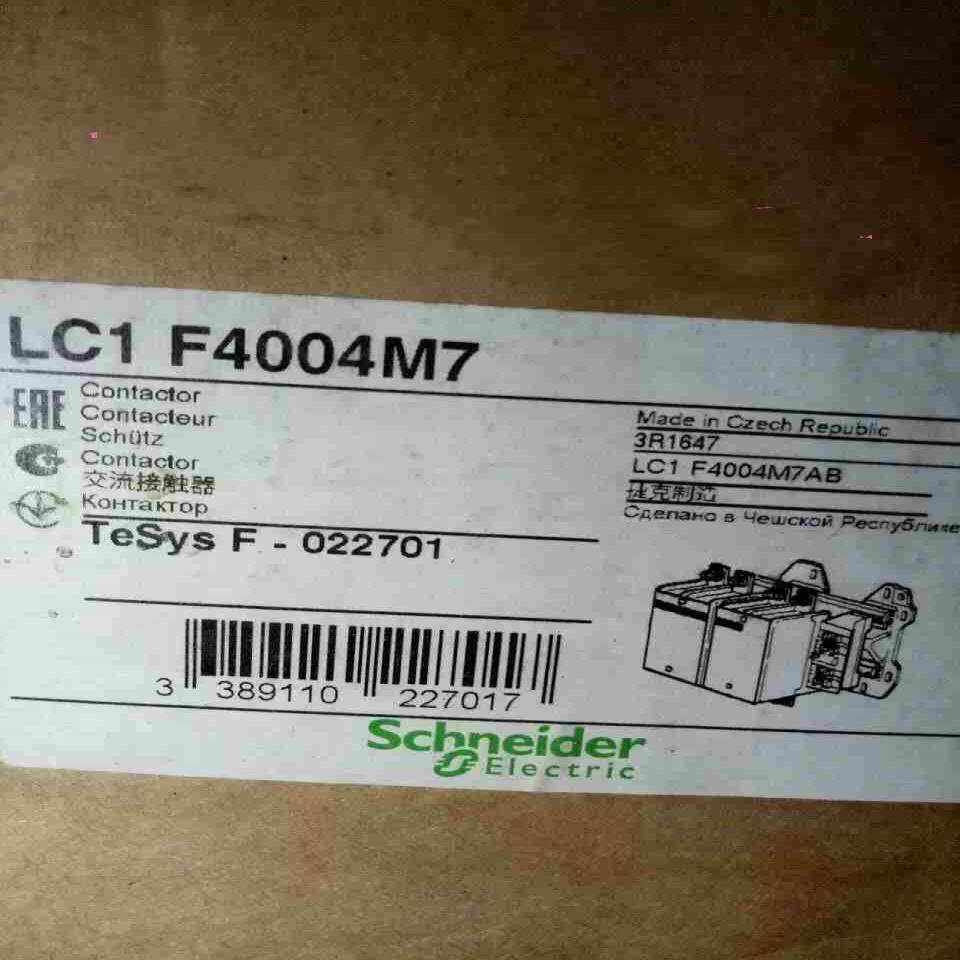 LC1 F4004M7
EAC
Contactor
Contacteur
Schütz
Contactor
交流接触器
Контактор
TeSys F - 022701
Made in Czech Republic
3R1647
LC1 F4004M7AB
捷克制造
Сделано в Чешской Республике
3 389110 227017
Schneider
Electric